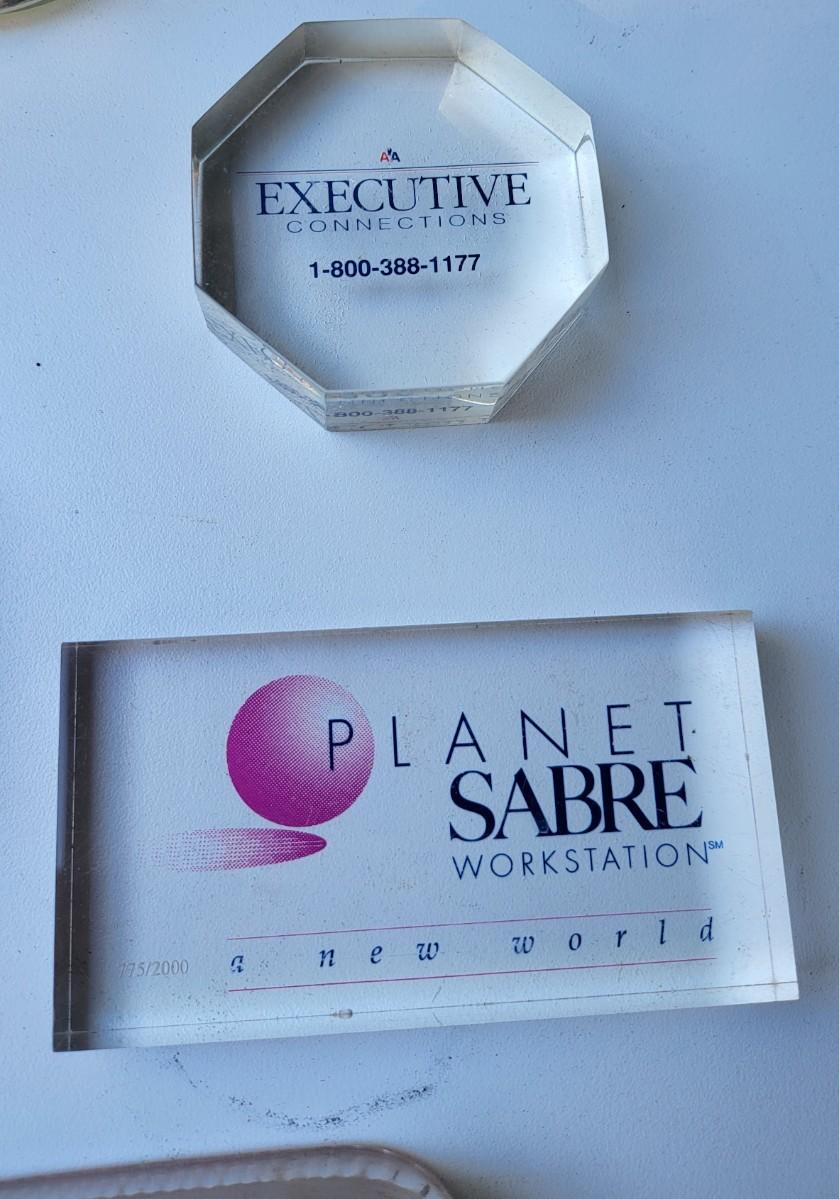 AA
EXECUTIVE
CONNECTIONS
1-800-388-1177
800-388-1177
PLANET
SABRE
WORKSTATION℠
775/2000
a new world